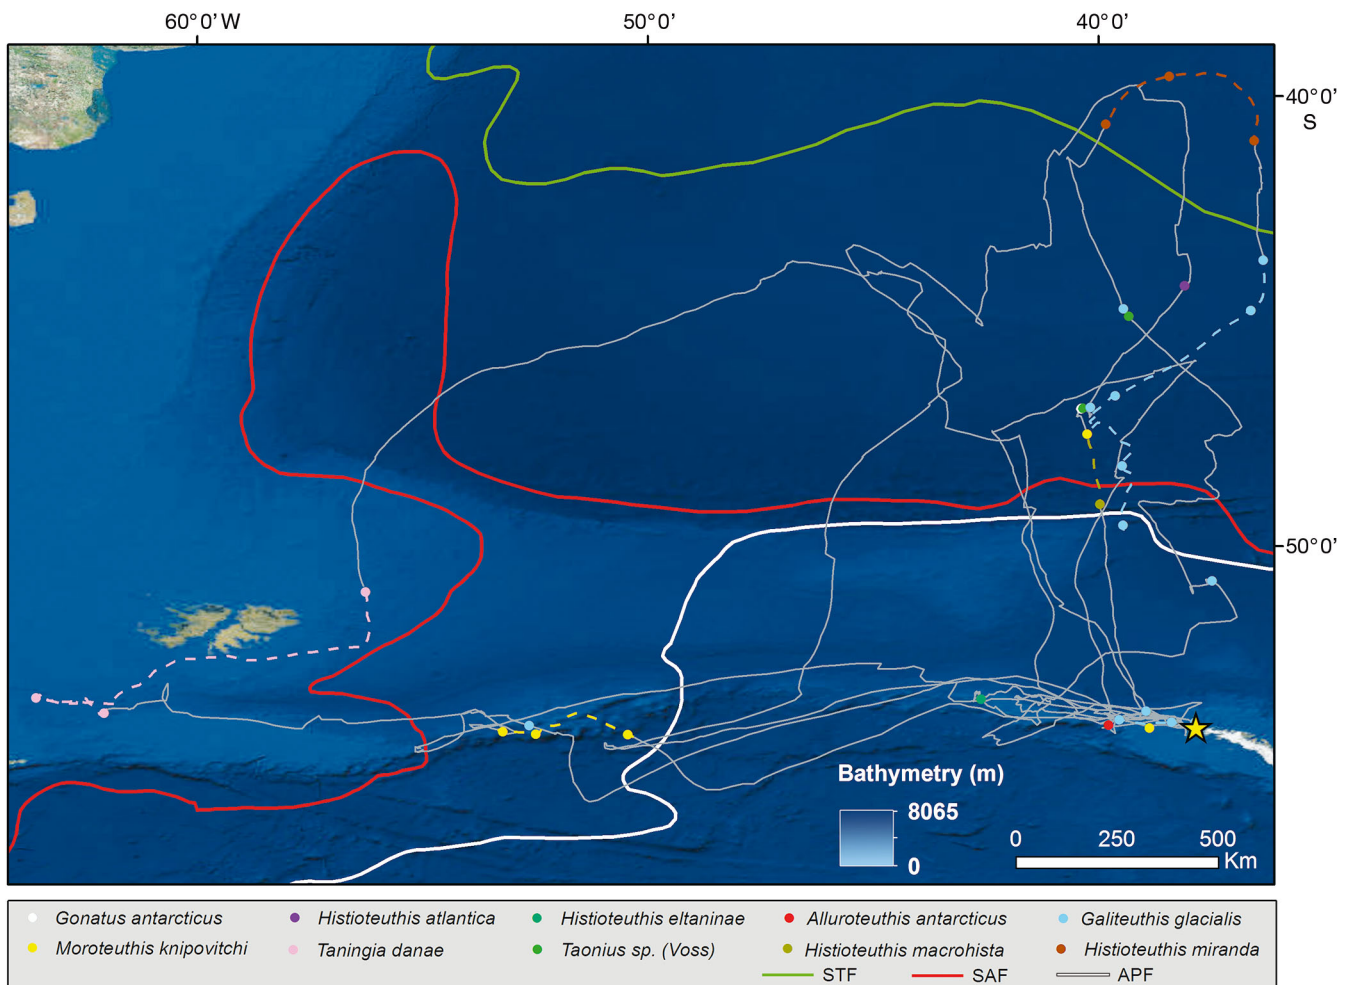 60°0’W 50°0’ 40°0’
40°0’
S
50°0’
Bathymetry (m)
8065
0
0 250 500
Km
Gonatus antarcticus Histioteuthis atlantica Histioteuthis eltaninae Alluroteuthis antarcticus Galiteuthis glacialis
Moroteuthis knipovitchi Taningia danae Taonius sp. (Voss) Histioteuthis macrohista Histioteuthis miranda
STF SAF APF